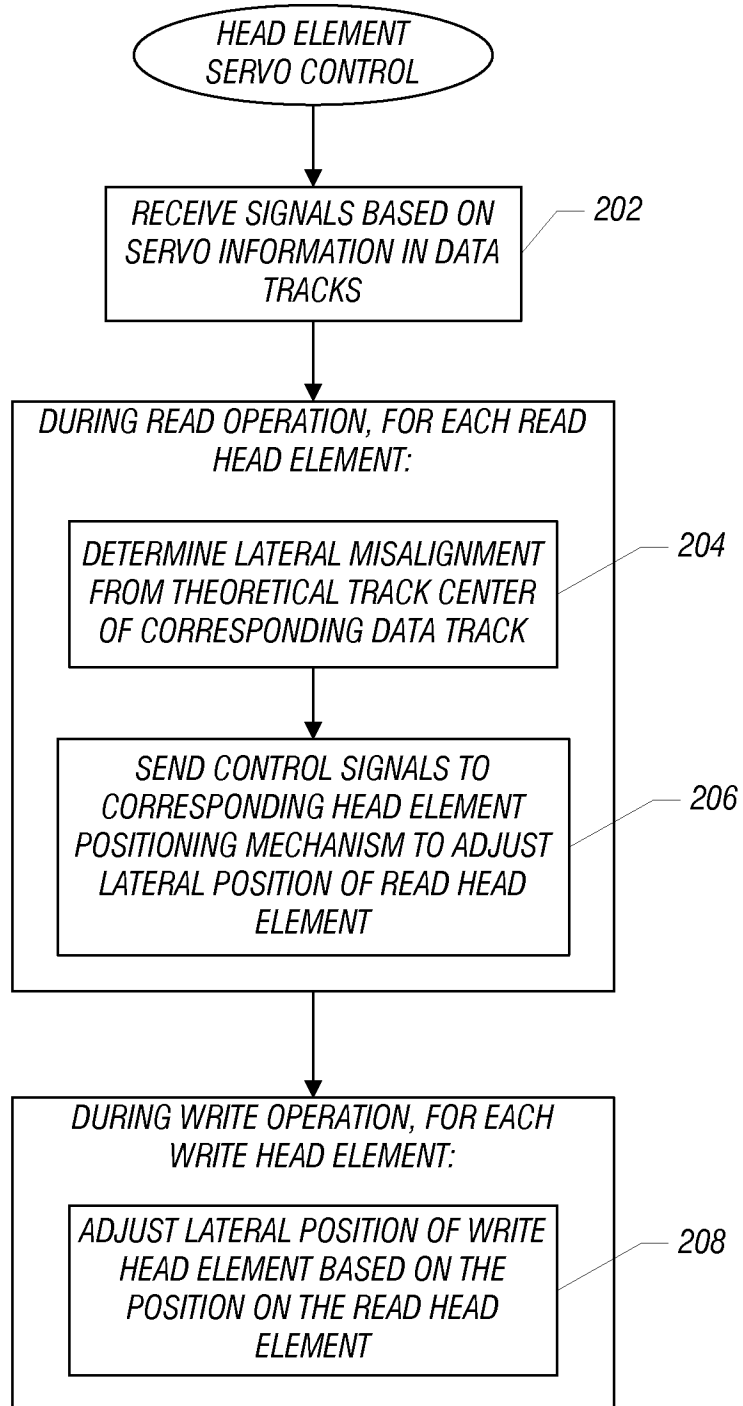 HEAD ELEMENT
SERVO CONTROL
RECEIVE SIGNALS BASED ON
SERVO INFORMATION IN DATA
TRACKS
202
DURING READ OPERATION, FOR EACH READ
HEAD ELEMENT:
DETERMINE LATERAL MISALIGNMENT
FROM THEORETICAL TRACK CENTER
OF CORRESPONDING DATA TRACK
204
SEND CONTROL SIGNALS TO
CORRESPONDING HEAD ELEMENT
POSITIONING MECHANISM TO ADJUST
LATERAL POSITION OF READ HEAD
ELEMENT
206
DURING WRITE OPERATION, FOR EACH
WRITE HEAD ELEMENT:
ADJUST LATERAL POSITION OF WRITE
HEAD ELEMENT BASED ON THE
POSITION ON THE READ HEAD
ELEMENT
208